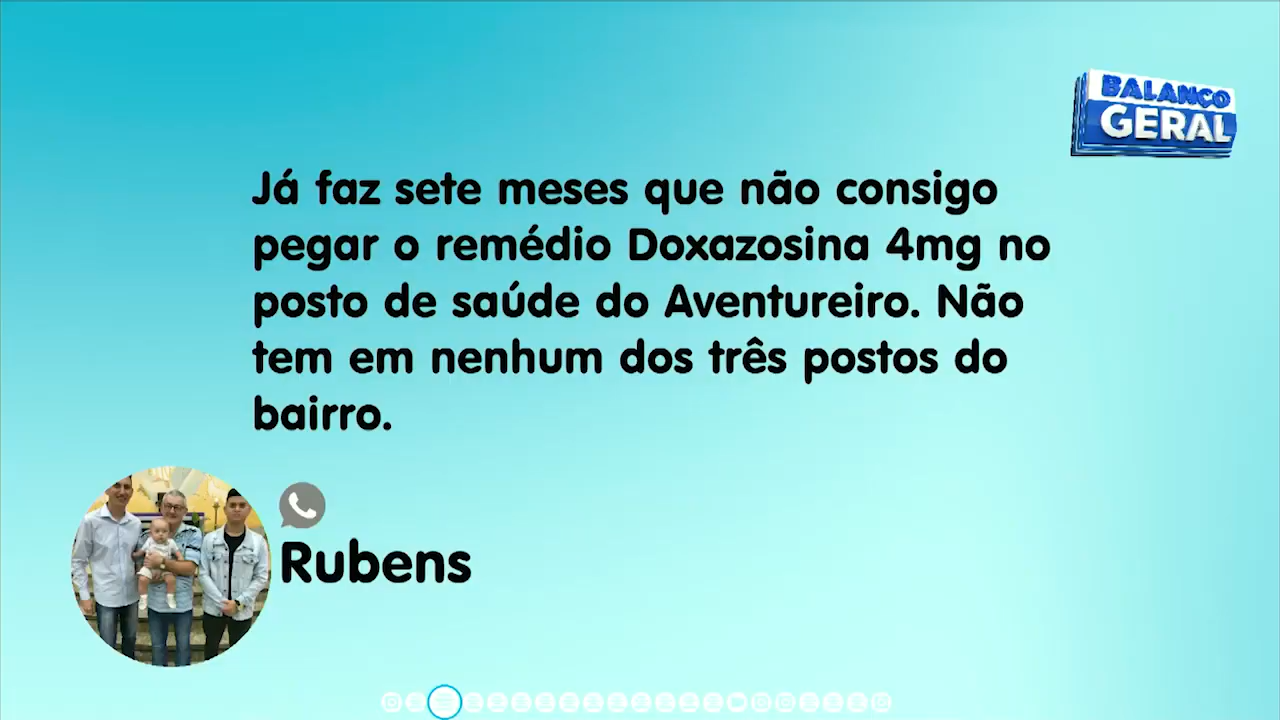 BALANÇO
GERAL
Já faz sete meses que não consigo
pegar o remédio Doxazosina 4mg no
posto de saúde do Aventureiro. Não
tem em nenhum dos três postos do
bairro.
Rubens